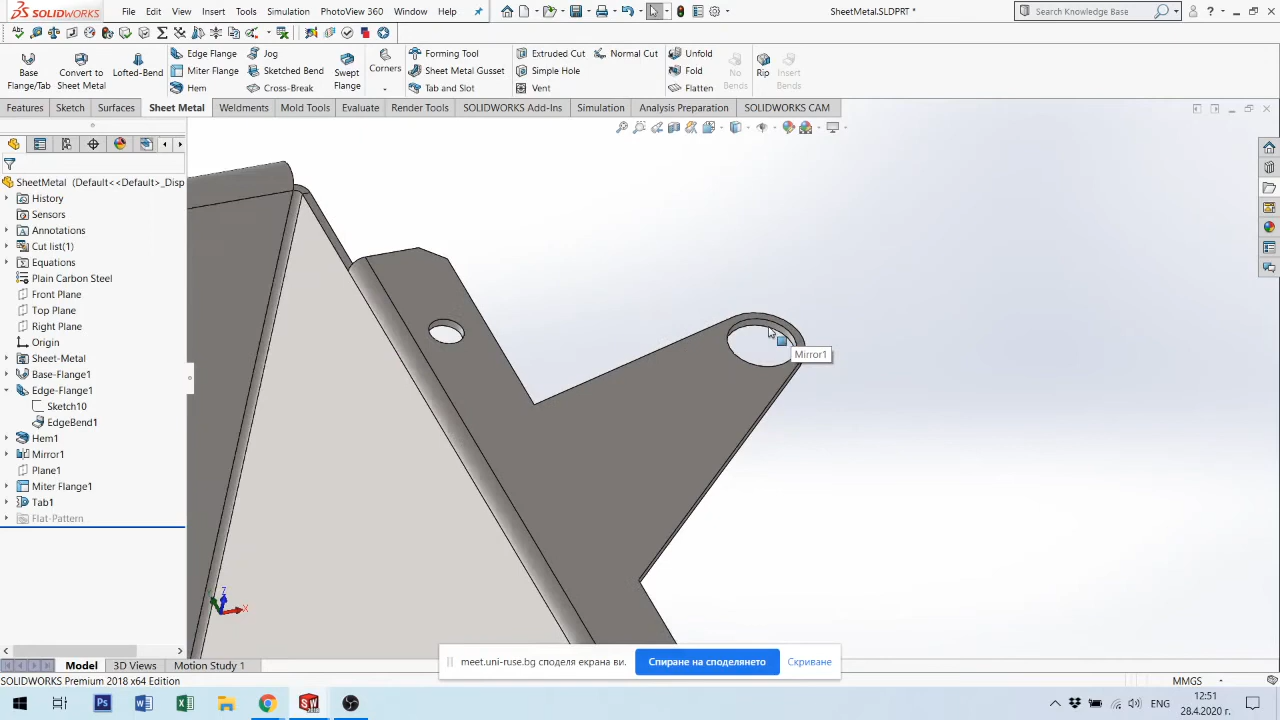 SOLIDWORKS
File Edit View Insert Tools Simulation PhotoView 360 Window Help
SheetMetal.SLDPRT *
Search Knowledge Base
Base Flange/Tab
Convert to Sheet Metal
Lofted-Bend
Edge Flange
Miter Flange
Hem
Jog
Sketched Bend
Cross-Break
Swept Flange
Corners
Forming Tool
Sheet Metal Gusset
Tab and Slot
Extruded Cut
Simple Hole
Vent
Normal Cut
Unfold
Fold
Flatten
No Bends
Rip
Insert Bends
Features Sketch Surfaces Sheet Metal Weldments Mold Tools Evaluate Render Tools SOLIDWORKS Add-Ins Simulation Analysis Preparation SOLIDWORKS CAM
SheetMetal (Default<<Default>_Disp
History
Sensors
Annotations
Cut list(1)
Equations
Plain Carbon Steel
Front Plane
Top Plane
Right Plane
Origin
Sheet-Metal
Base-Flange1
Edge-Flange1
Sketch10
EdgeBend1
Hem1
Mirror1
Plane1
Miter Flange1
Tab1
Flat-Pattern
Mirror1
Z
X
meet.uni-ruse.bg споделя екрана ви.
Спиране на споделянето
Скриване
Model 3D Views Motion Study 1
SOLIDWORKS Premium 2018 x64 Edition
MMGS
ENG
12:51
28.4.2020 г.